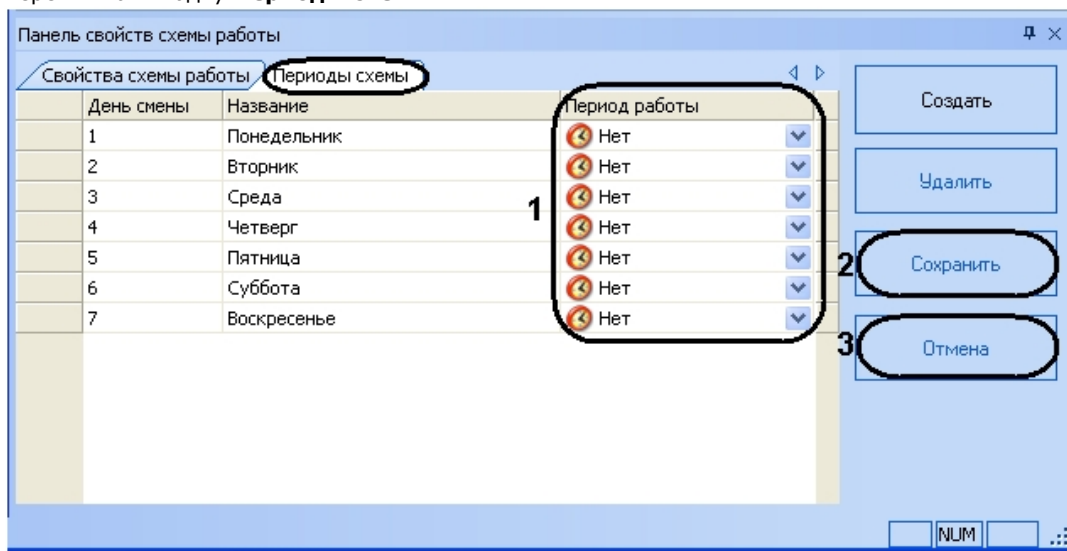 Панель свойств схемы работы
Свойства схемы работы Периоды схемы
День смены Название Период работы
1 Понедельник Нет
2 Вторник Нет
3 Среда Нет
4 Четверг Нет
5 Пятница Нет
6 Суббота Нет
7 Воскресенье Нет
1
Создать
Удалить
2 Сохранить
3 Отмена
NUM